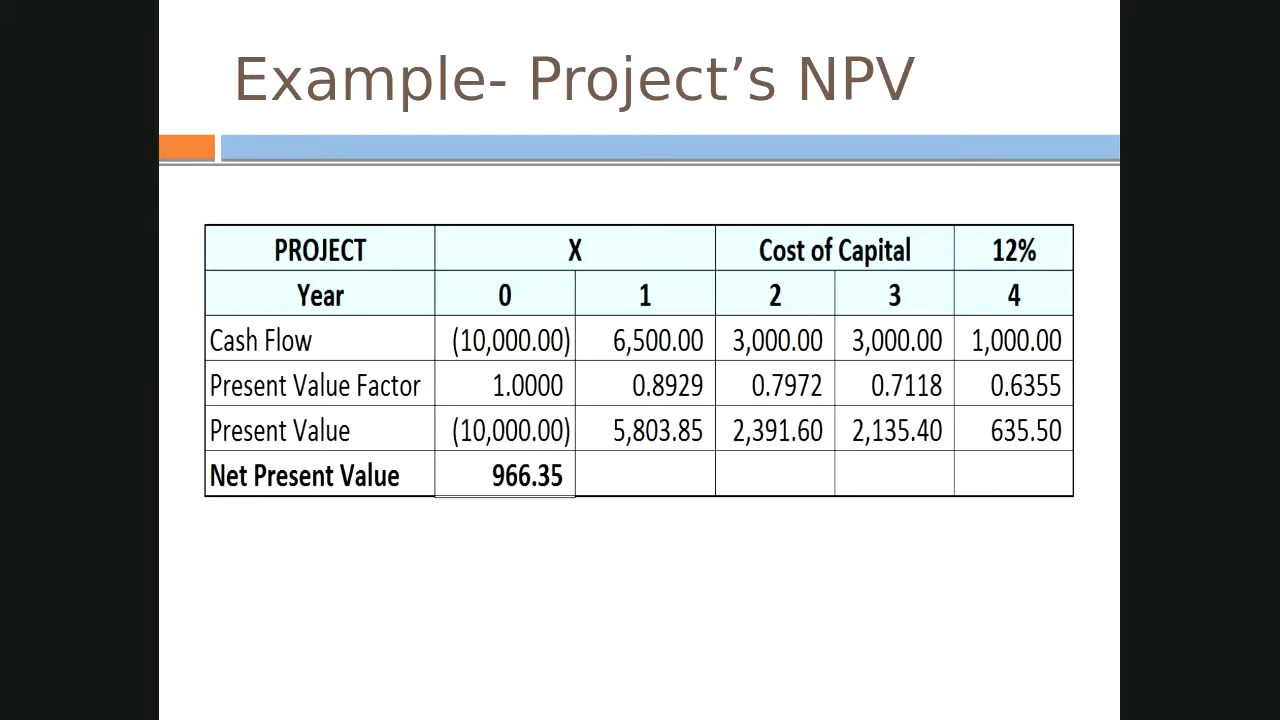 Example- Project’s NPV
PROJECT X Cost of Capital 12%
Year 0 1 2 3 4
Cash Flow (10,000.00) 6,500.00 3,000.00 3,000.00 1,000.00
Present Value Factor 1.0000 0.8929 0.7972 0.7118 0.6355
Present Value (10,000.00) 5,803.85 2,391.60 2,135.40 635.50
Net Present Value 966.35